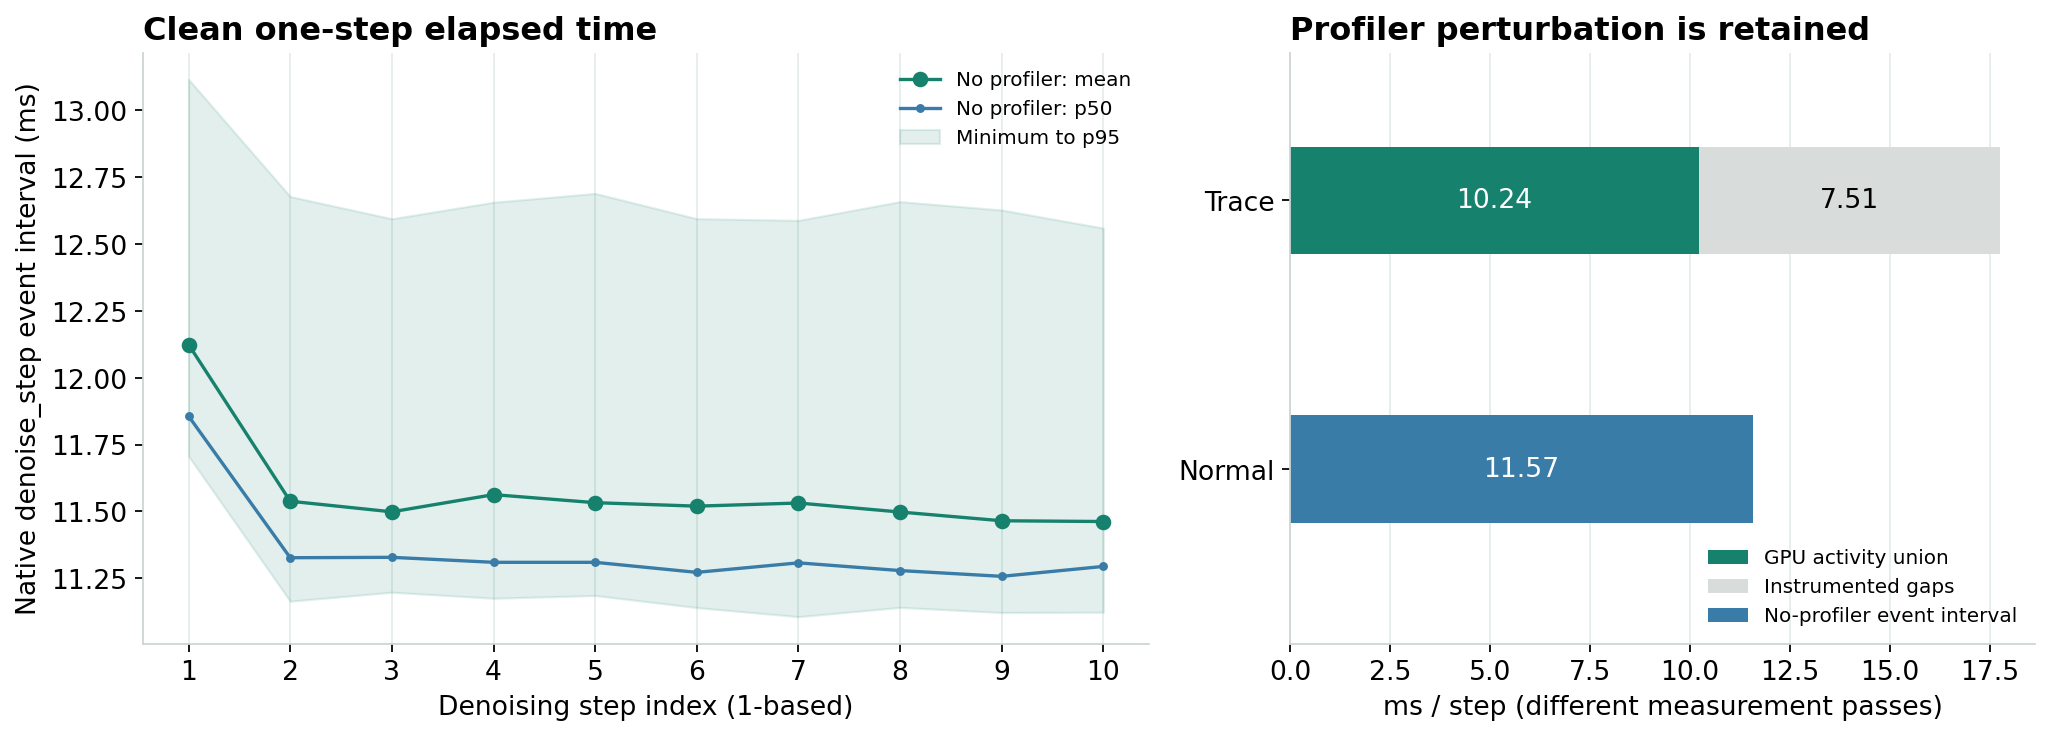 Clean one-step elapsed time
Native denoise_step event interval (ms)
13.00
12.75
12.50
12.25
12.00
11.75
11.50
11.25
No profiler: mean
No profiler: p50
Minimum to p95
1 2 3 4 5 6 7 8 9 10
Denoising step index (1-based)
Profiler perturbation is retained
Trace
10.24 7.51
Normal
11.57
GPU activity union
Instrumented gaps
No-profiler event interval
0.0 2.5 5.0 7.5 10.0 12.5 15.0 17.5
ms / step (different measurement passes)